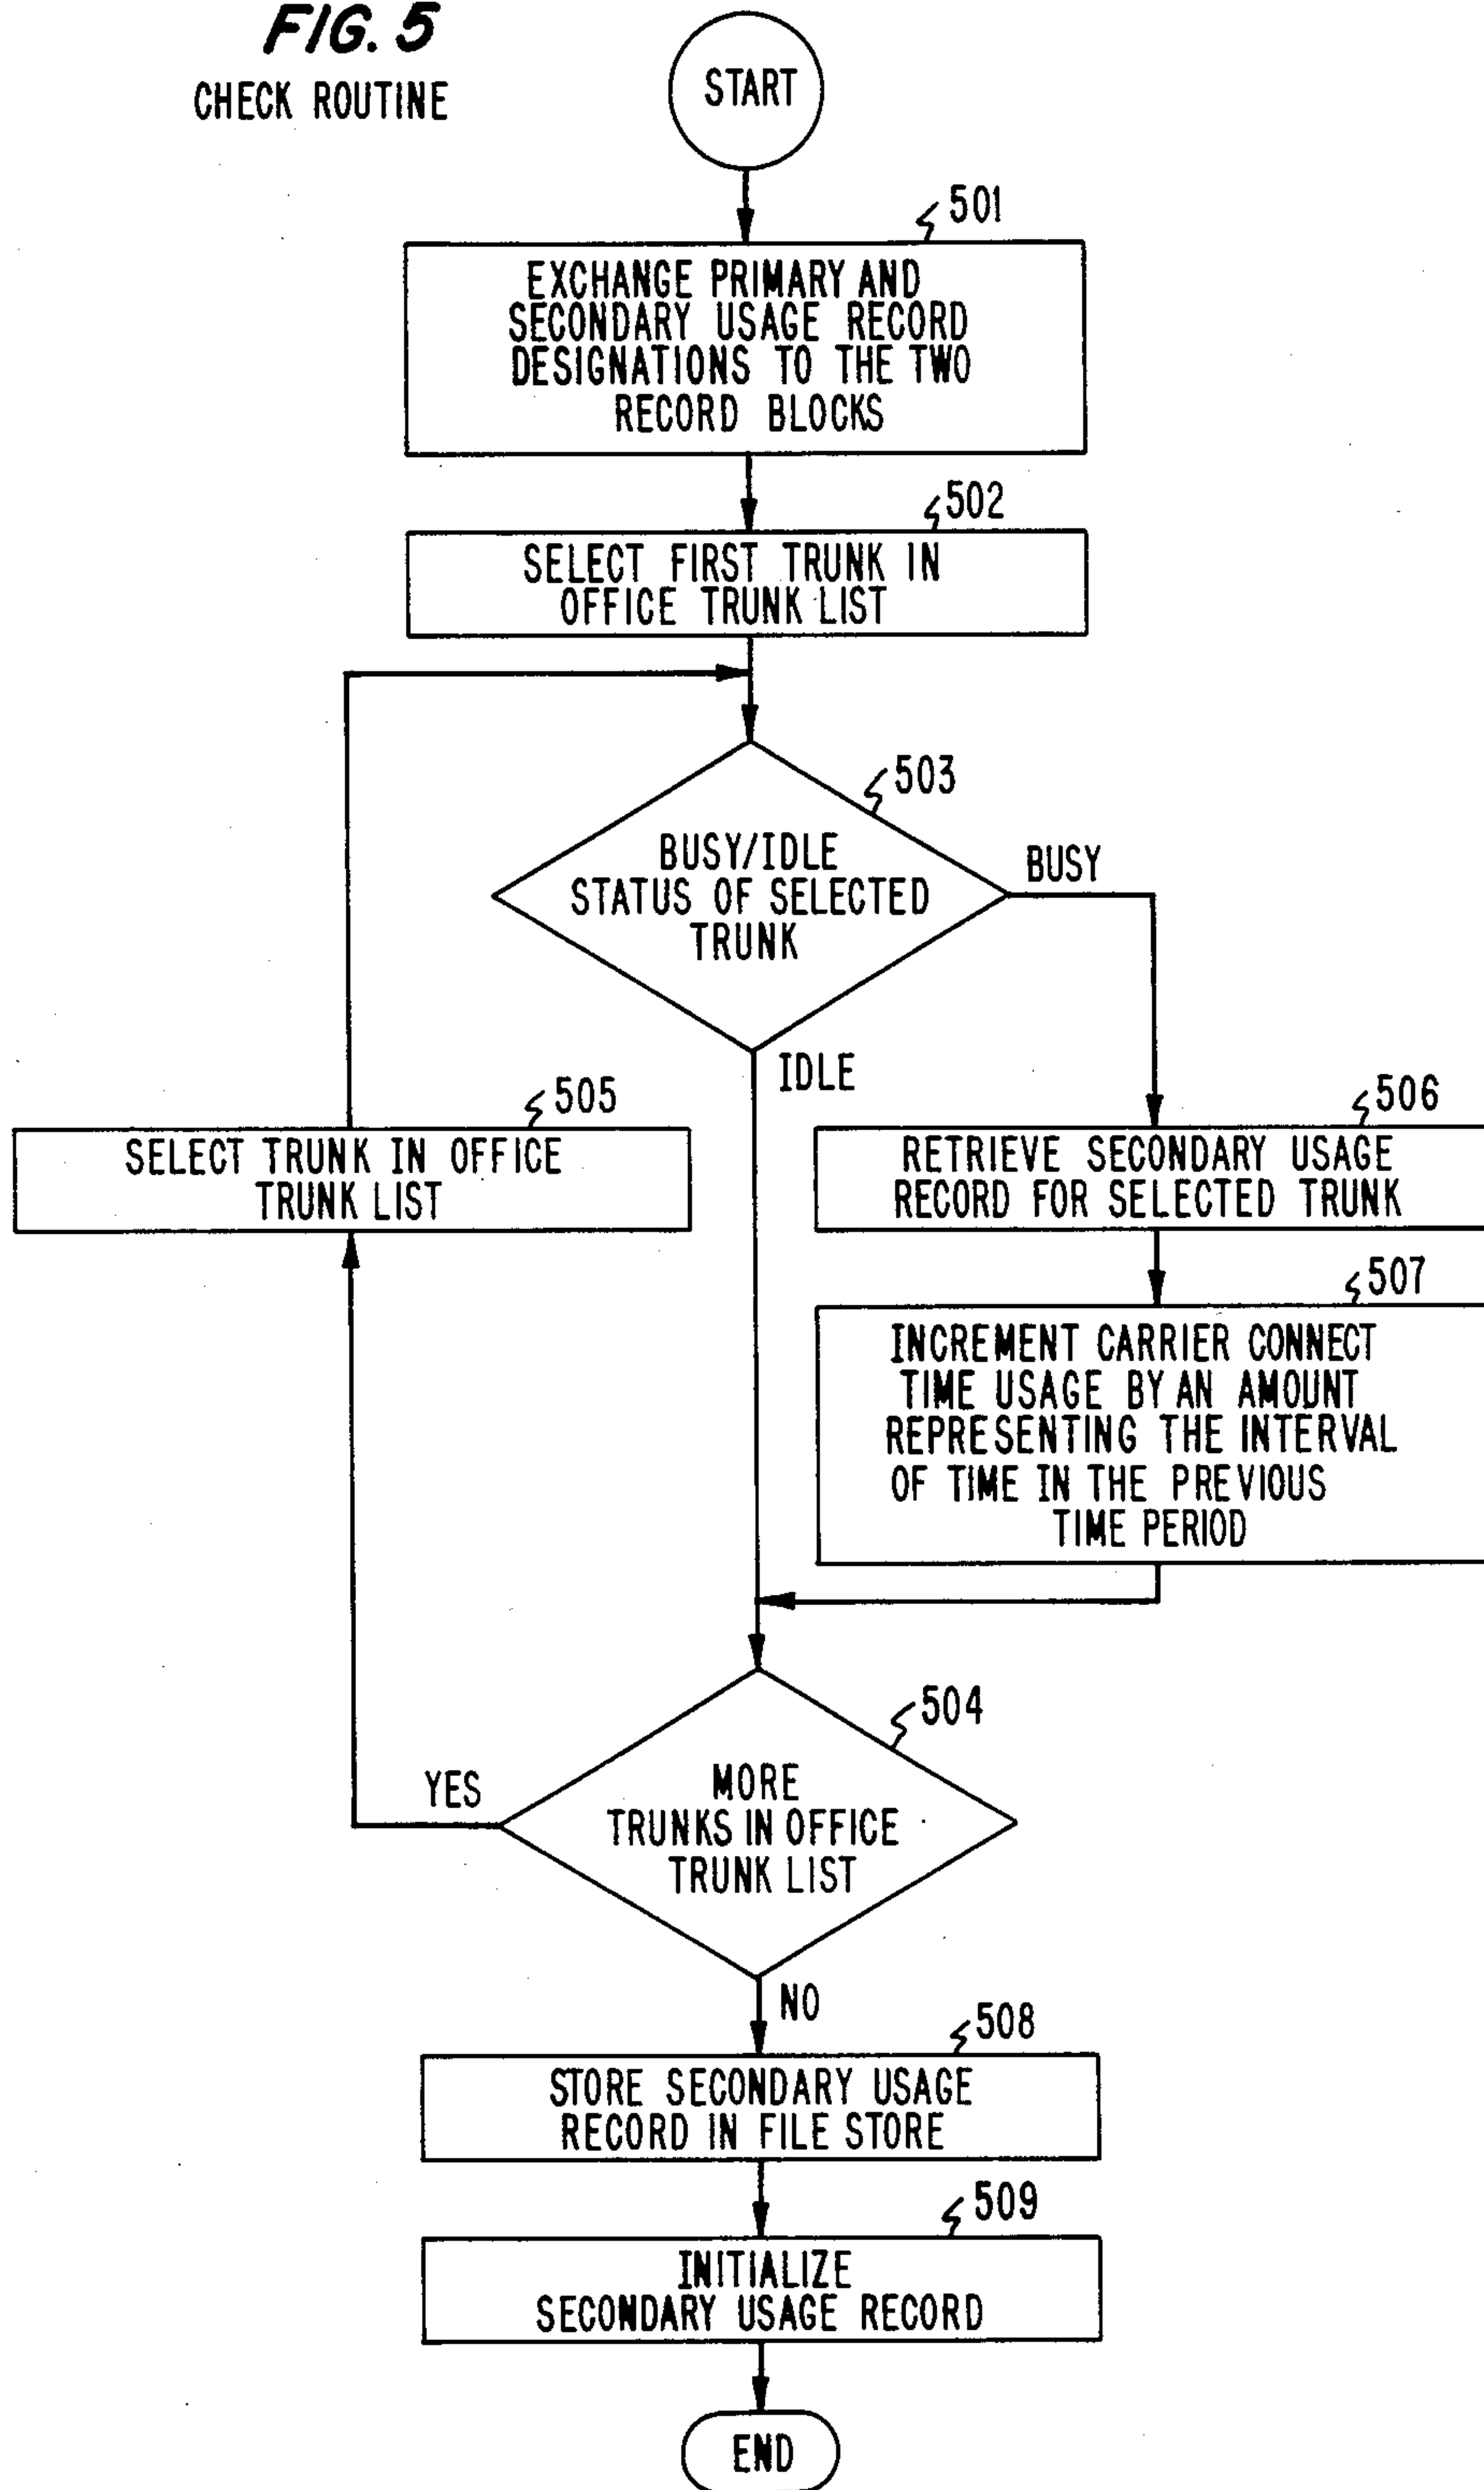 FIG. 5
CHECK ROUTINE
START
501
EXCHANGE PRIMARY AND
SECONDARY USAGE RECORD
DESIGNATIONS TO THE TWO
RECORD BLOCKS
502
SELECT FIRST TRUNK IN
OFFICE TRUNK LIST
503
BUSY/IDLE
STATUS OF SELECTED
TRUNK
BUSY
IDLE
505
SELECT TRUNK IN OFFICE
TRUNK LIST
506
RETRIEVE SECONDARY USAGE
RECORD FOR SELECTED TRUNK
507
INCREMENT CARRIER CONNECT
TIME USAGE BY AN AMOUNT
REPRESENTING THE INTERVAL
OF TIME IN THE PREVIOUS
TIME PERIOD
504
MORE
TRUNKS IN OFFICE
TRUNK LIST
YES
NO
508
STORE SECONDARY USAGE
RECORD IN FILE STORE
509
INITIALIZE
SECONDARY USAGE RECORD
END